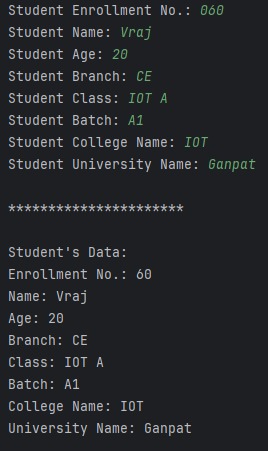 Student Enrollment No.: 060
Student Name: Vraj
Student Age: 20
Student Branch: CE
Student Class: IOT A
Student Batch: A1
Student College Name: IOT
Student University Name: Ganpat
**********************
Student's Data:
Enrollment No.: 60
Name: Vraj
Age: 20
Branch: CE
Class: IOT A
Batch: A1
College Name: IOT
University Name: Ganpat